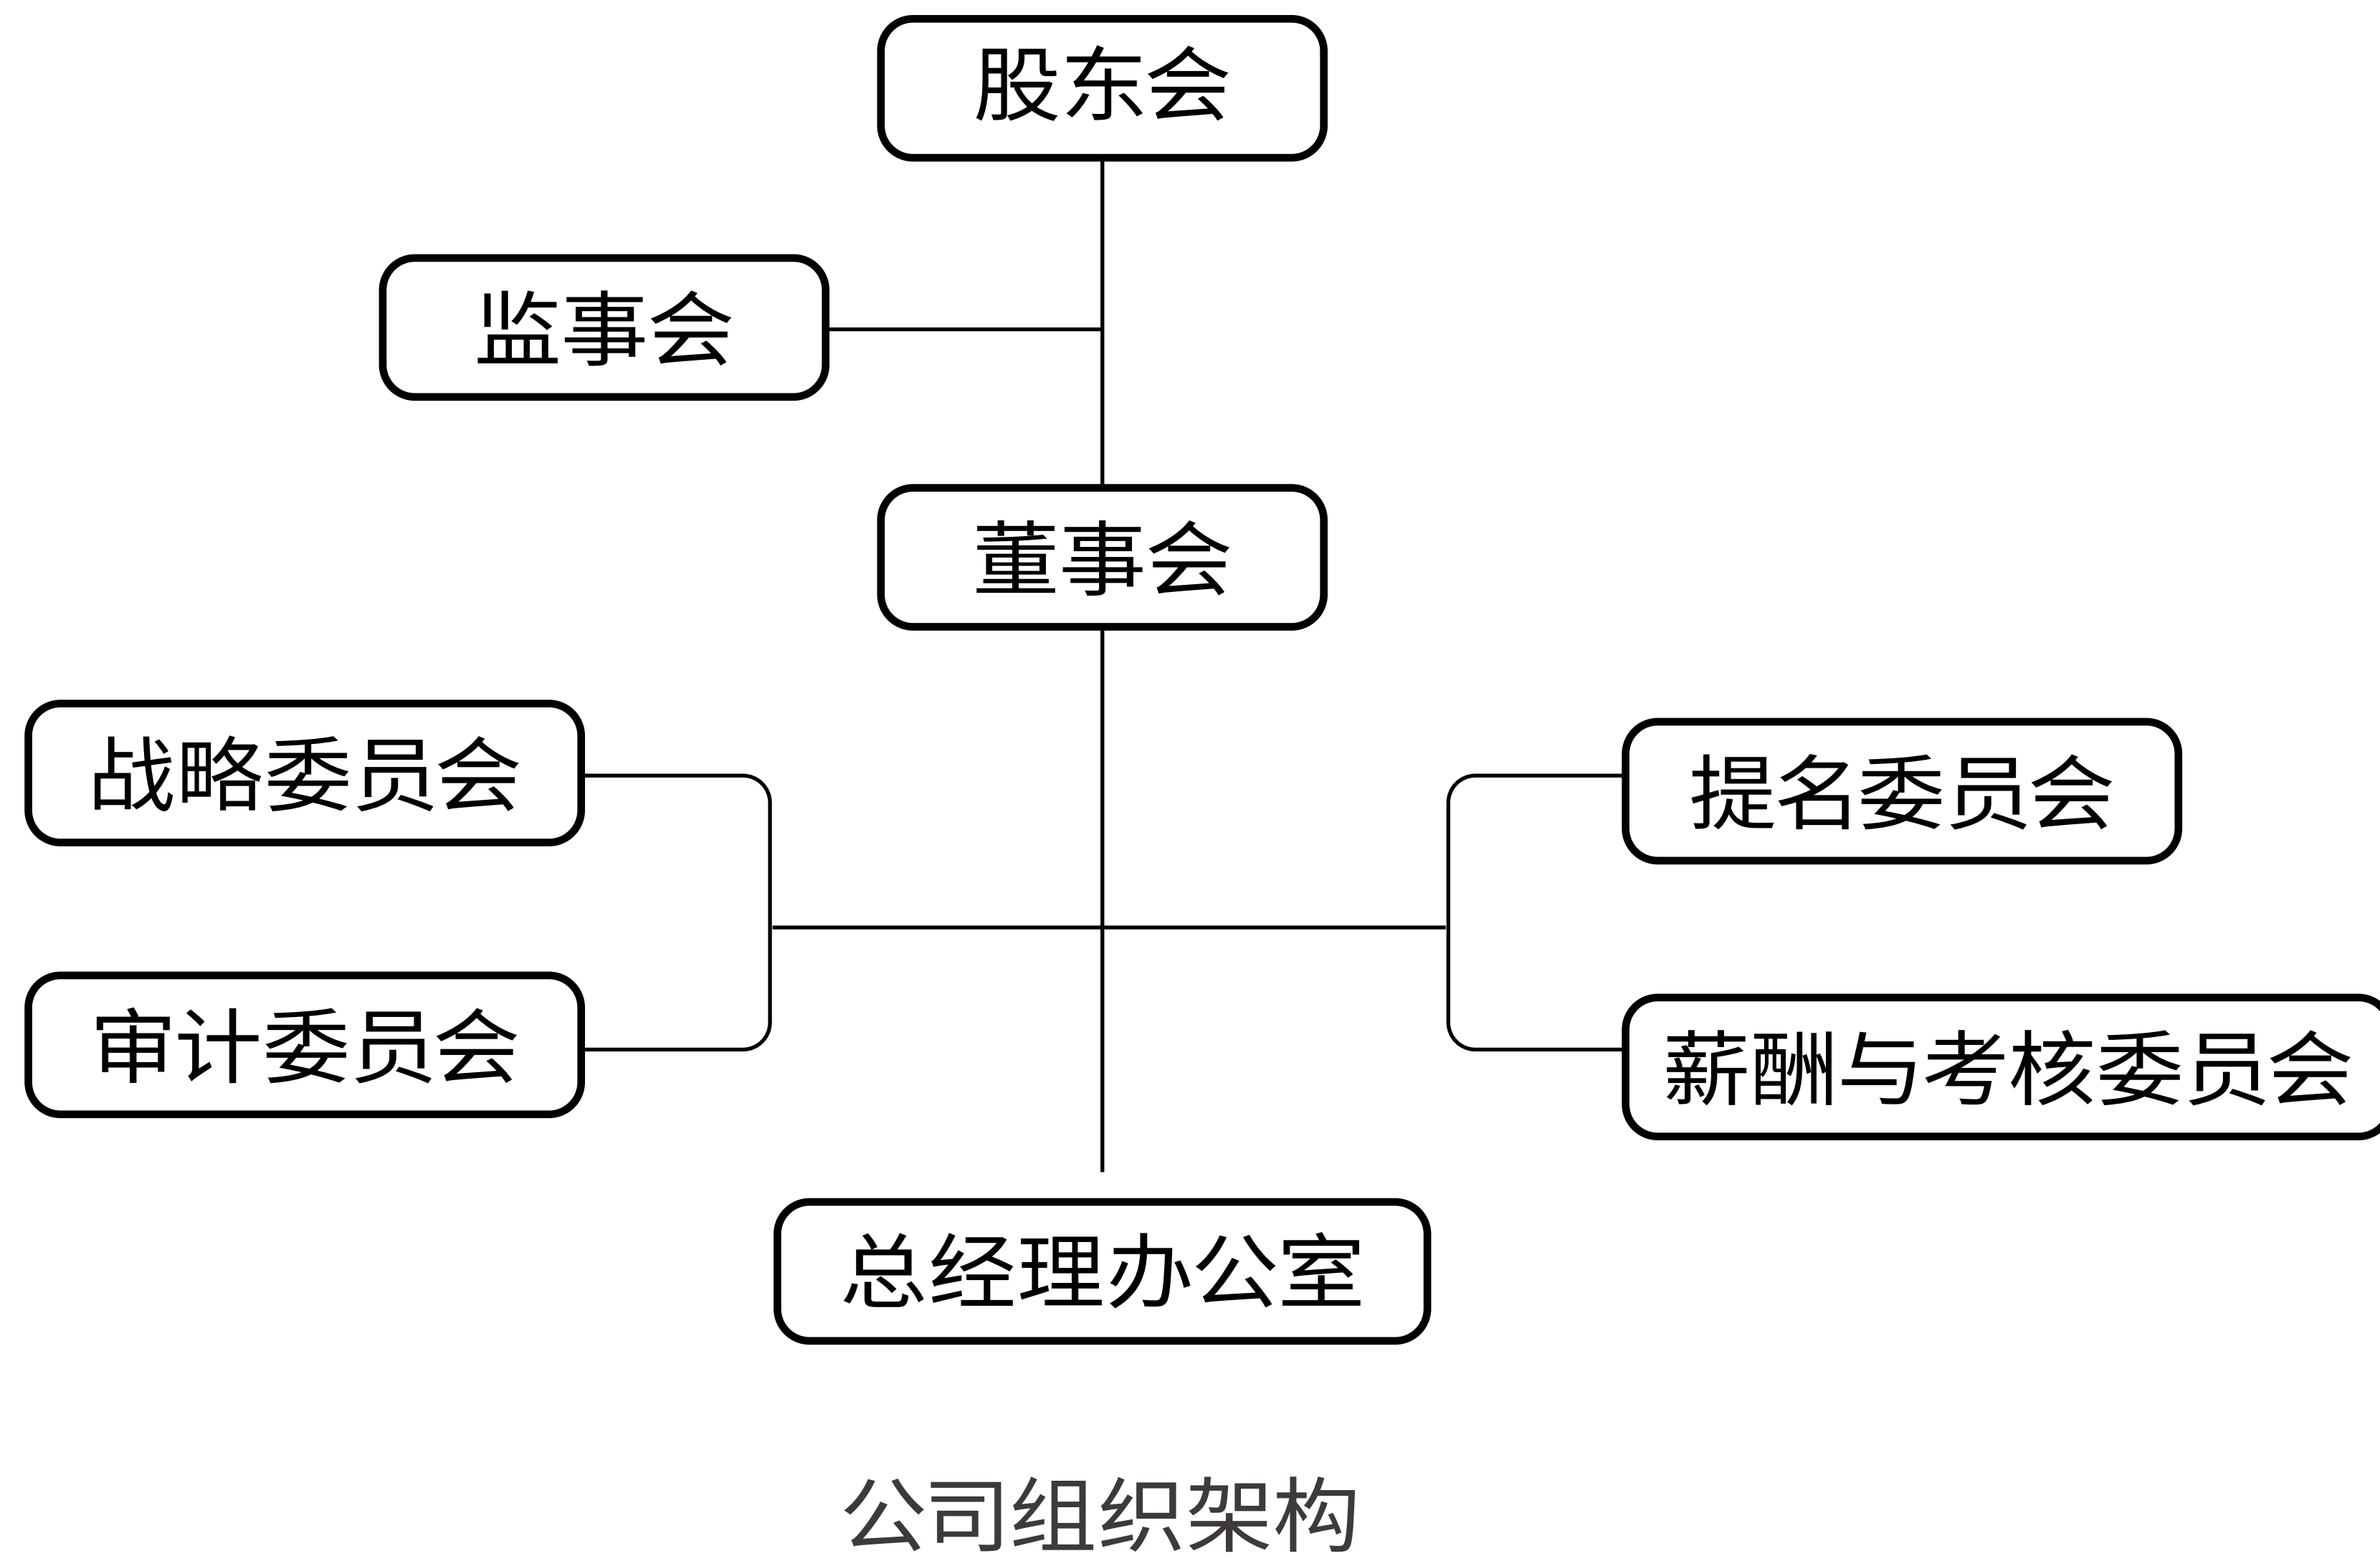 股东会
监事会
董事会
战略委员会
提名委员会
审计委员会
薪酬与考核委员会
总经理办公室
公司组织架构